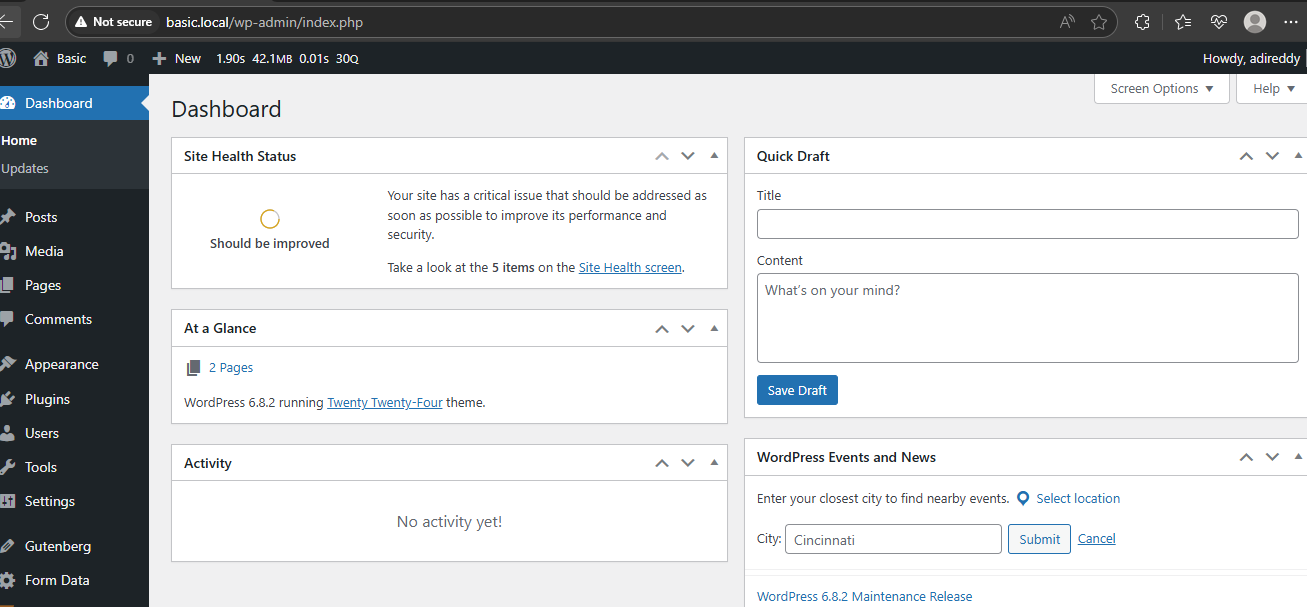 Not secure basic.local/wp-admin/index.php
Basic 0 New 1.90s 42.1MB 0.01s 30Q Howdy, adireddy
Screen Options Help
Dashboard
Home
Updates
Posts
Media
Pages
Comments
Appearance
Plugins
Users
Tools
Settings
Gutenberg
Form Data
Dashboard
Site Health Status
Should be improved
Your site has a critical issue that should be addressed as
soon as possible to improve its performance and
security.
Take a look at the 5 items on the Site Health screen.
At a Glance
2 Pages
WordPress 6.8.2 running Twenty Twenty-Four theme.
Activity
No activity yet!
Quick Draft
Title
Content
What's on your mind?
Save Draft
WordPress Events and News
Enter your closest city to find nearby events. Select location
City: Cincinnati Submit Cancel
WordPress 6.8.2 Maintenance Release